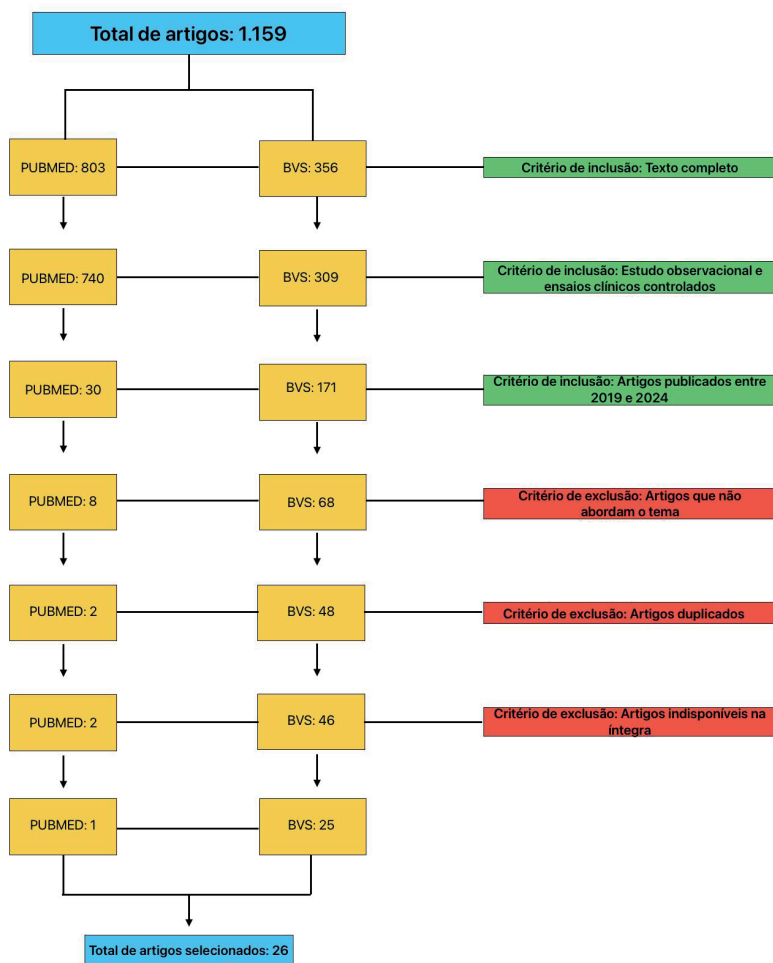 Total de artigos: 1.159
PUBMED: 803
BVS: 356
Critério de inclusão: Texto completo
PUBMED: 740
BVS: 309
Critério de inclusão: Estudo observacional e
ensaios clínicos controlados
PUBMED: 30
BVS: 171
Critério de inclusão: Artigos publicados entre
2019 e 2024
PUBMED: 8
BVS: 68
Critério de exclusão: Artigos que não
abordam o tema
PUBMED: 2
BVS: 48
Critério de exclusão: Artigos duplicados
PUBMED: 2
BVS: 46
Critério de exclusão: Artigos indisponíveis na
íntegra
PUBMED: 1
BVS: 25
Total de artigos selecionados: 26